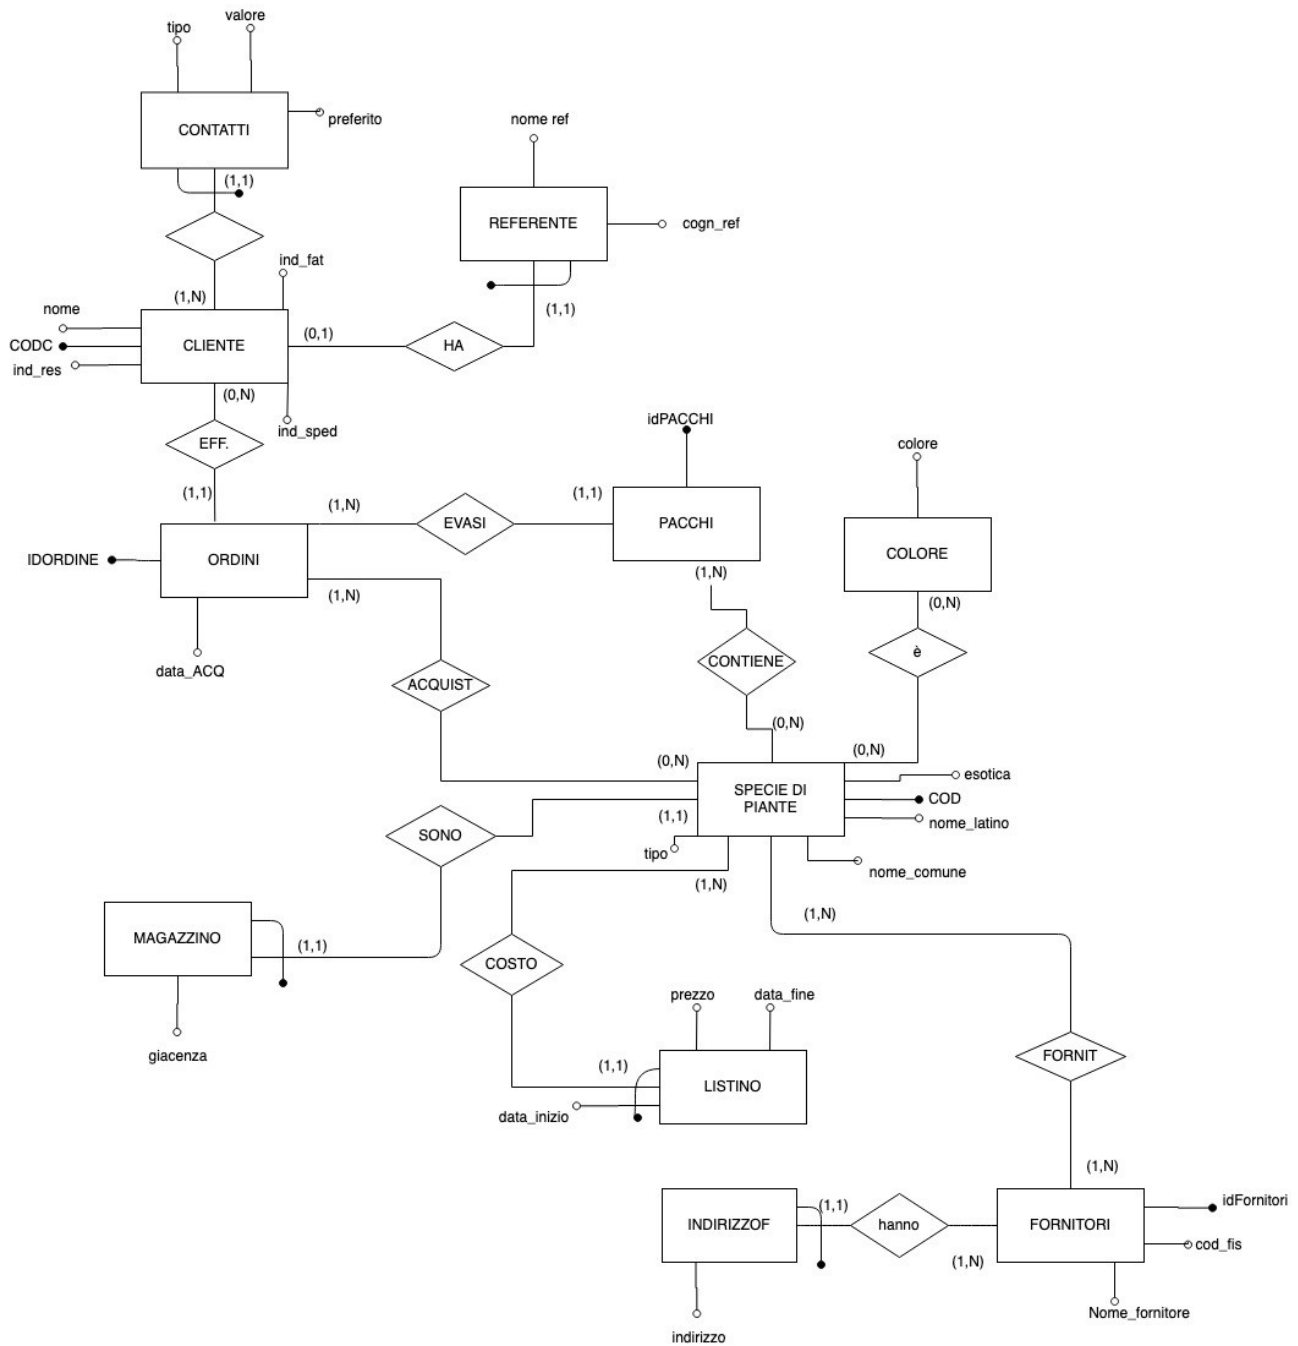 valore
tipo
CONTATTI
preferito
nome ref
(1,1)
REFERENTE
cogn_ref
ind_fat
(1,N)
nome
(1,1)
(0,1)
CODC
CLIENTE
HA
ind_res
(0,N)
idPACCHI
ind_sped
EFF.
colore
(1,1)
(1,1)
(1,N)
EVASI
PACCHI
COLORE
IDORDINE
ORDINI
(1,N)
(1,N)
(0,N)
è
CONTIENE
data_ACQ
ACQUIST
(0,N)
(0,N)
(0,N)
esotica
SPECIE DI
PIANTE
COD
(1,1)
nome_latino
SONO
tipo
nome_comune
(1,N)
(1,N)
MAGAZZINO
(1,1)
COSTO
prezzo
data_fine
giacenza
FORNIT
(1,1)
LISTINO
data_inizio
(1,N)
idFornitori
(1,1)
INDIRIZZOF
hanno
FORNITORI
cod_fis
(1,N)
Nome_fornitore
indirizzo